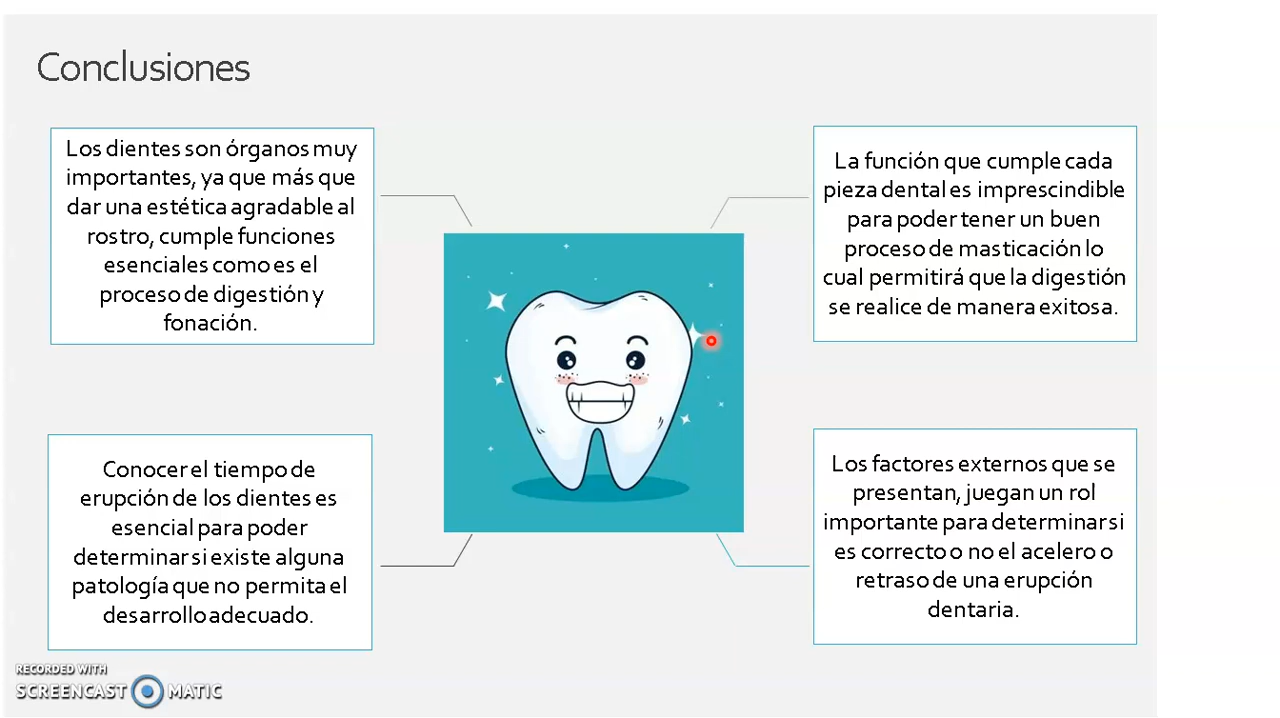 Conclusiones
Los dientes son órganos muy
importantes, ya que más que
dar una estética agradable al
rostro, cumple funciones
esenciales como es el
proceso de digestión y
fonación.
La función que cumple cada
pieza dental es imprescindible
para poder tener un buen
proceso de masticación lo
cual permitirá que la digestión
se realice de manera exitosa.
Conocer el tiempo de
erupción de los dientes es
esencial para poder
determinar si existe alguna
patología que no permita el
desarrollo adecuado.
Los factores externos que se
presentan, juegan un rol
importante para determinar si
es correcto o no el acelero o
retraso de una erupción
dentaria.
RECORDED WITH
SCREENCAST MATIC